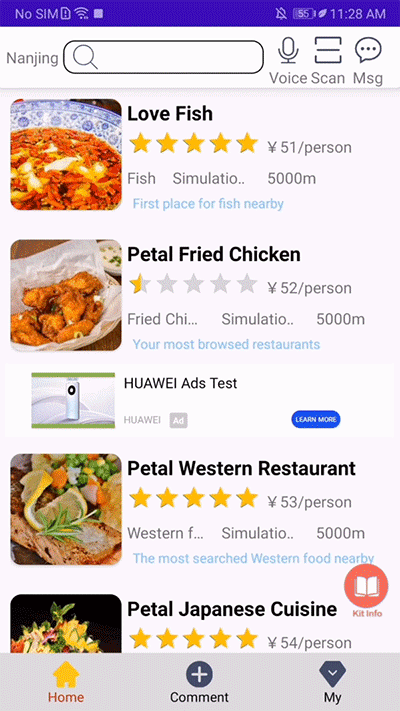 No SIM 55 11:28 AM
Nanjing
Voice Scan Msg
Love Fish
¥ 51/person
Fish Simulatio.. 5000m
First place for fish nearby
Petal Fried Chicken
¥ 52/person
Fried Chi... Simulatio.. 5000m
Your most browsed restaurants
HUAWEI Ads Test
HUAWEI Ad LEARN MORE
Petal Western Restaurant
¥ 53/person
Western f... Simulatio.. 5000m
The most searched Western food nearby
Kit Info
Petal Japanese Cuisine
¥ 54/person
Home Comment My